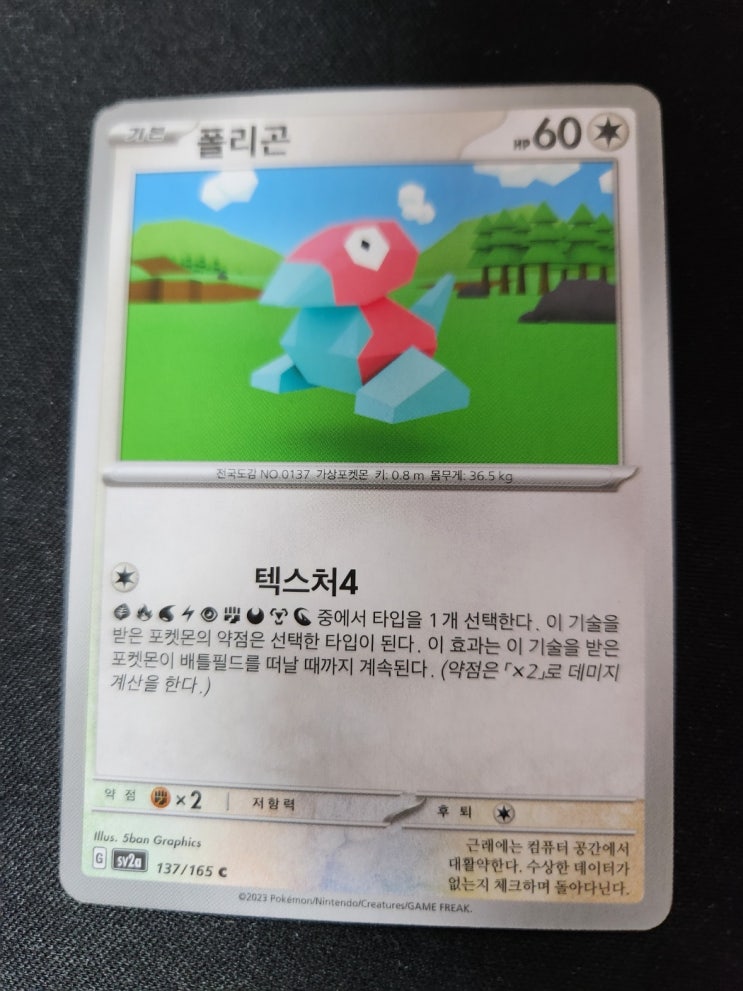 기본 폴리곤 HP 60
전국도감 NO.0137 가상포켓몬 키: 0.8 m 몸무게: 36.5 kg
텍스처4
중에서 타입을 1개 선택한다. 이 기술을
받은 포켓몬의 약점은 선택한 타입이 된다. 이 효과는 이 기술을 받은
포켓몬이 배틀필드를 떠날 때까지 계속된다. (약점은 「×2」로 데미지
계산을 한다.)
약점 ×2 저항력 후퇴
Illus. 5ban Graphics
G sv2a 137/165 C
근래에는 컴퓨터 공간에서
대활약한다. 수상한 데이터가
없는지 체크하며 돌아다닌다.
©2023 Pokémon/Nintendo/Creatures/GAME FREAK.